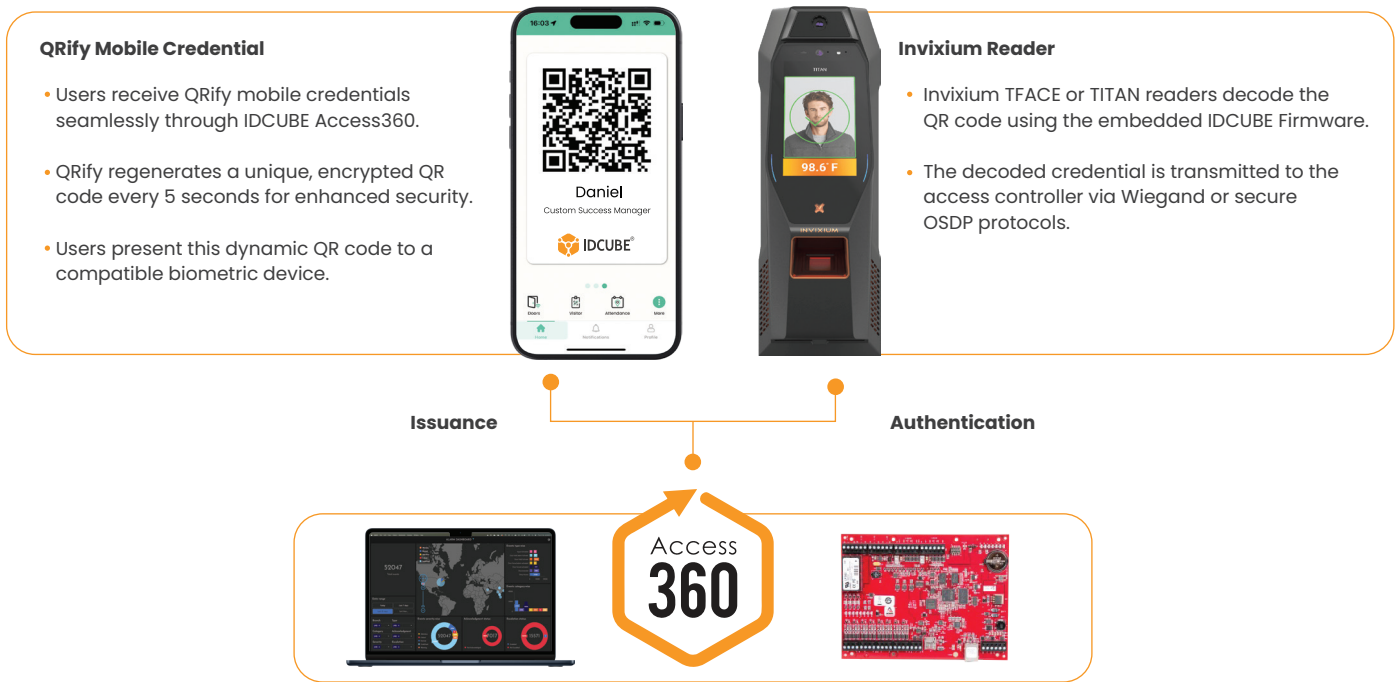 QRify Mobile Credential
• Users receive QRify mobile credentials
seamlessly through IDCUBE Access360.
• QRify regenerates a unique, encrypted QR
code every 5 seconds for enhanced security.
• Users present this dynamic QR code to a
compatible biometric device.
16:03
Daniel
Custom Success Manager
IDCUBE®
Doors
Visitor
Attendance
More
Home
Notifications
Profile
TITAN
98.6° F
INVIXIUM
Invixium Reader
• Invixium TFACE or TITAN readers decode the
QR code using the embedded IDCUBE Firmware.
• The decoded credential is transmitted to the
access controller via Wiegand or secure
OSDP protocols.
Issuance
Authentication
32047
Access
360